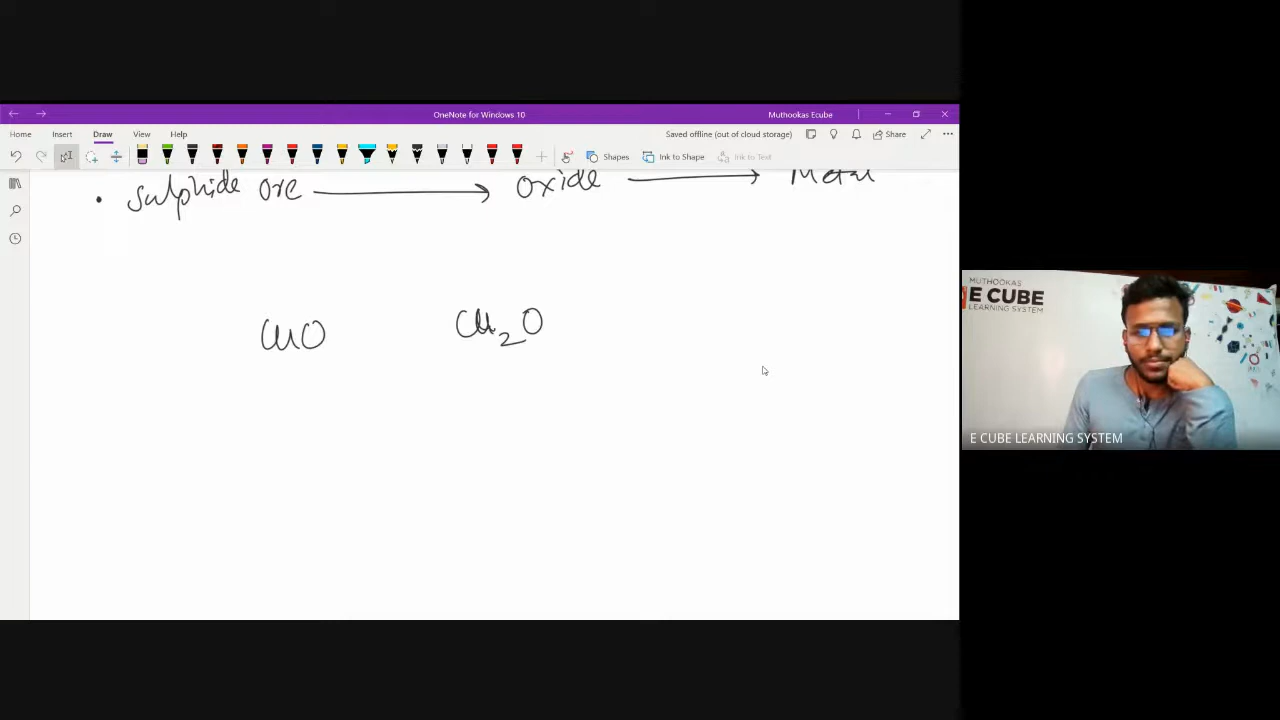 OneNote for Windows 10
Muthookas Ecube
Home Insert Draw View Help
Saved offline (out of cloud storage)
Share
Shapes
Ink to Shape
Ink to Text
• Sulphide ore → oxide → Metal
CuO Cu₂O
MUTHOOKAS
E CUBE
LEARNING SYSTEM
E CUBE LEARNING SYSTEM